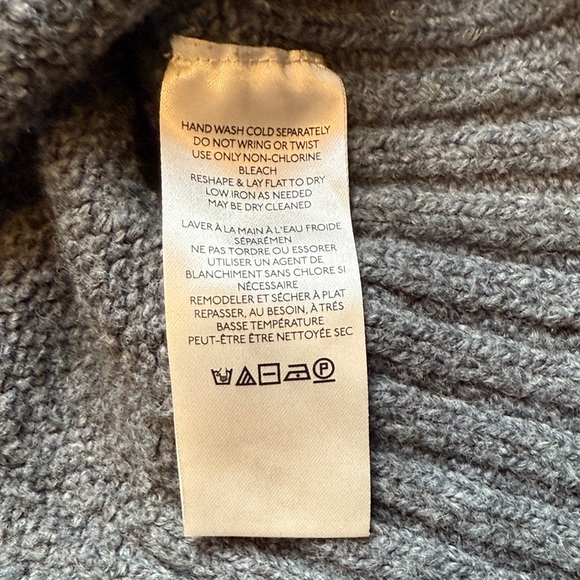 HAND WASH COLD SEPARATELY
DO NOT WRING OR TWIST
USE ONLY NON-CHLORINE
BLEACH
RESHAPE & LAY FLAT TO DRY
LOW IRON AS NEEDED
MAY BE DRY CLEANED
LAVER À LA MAIN À L'EAU FROIDE
SÉPARÉMEN
NE PAS TORDRE OU ESSORER
UTILISER UN AGENT DE
BLANCHIMENT SANS CHLORE SI
NÉCESSAIRE
REMODELER ET SÉCHER À PLAT
REPASSER, AU BESOIN, À TRÉS
BASSE TEMPÉRATURE
PEUT-ÊTRE ÊTRE NETTOYÉE SEC
P